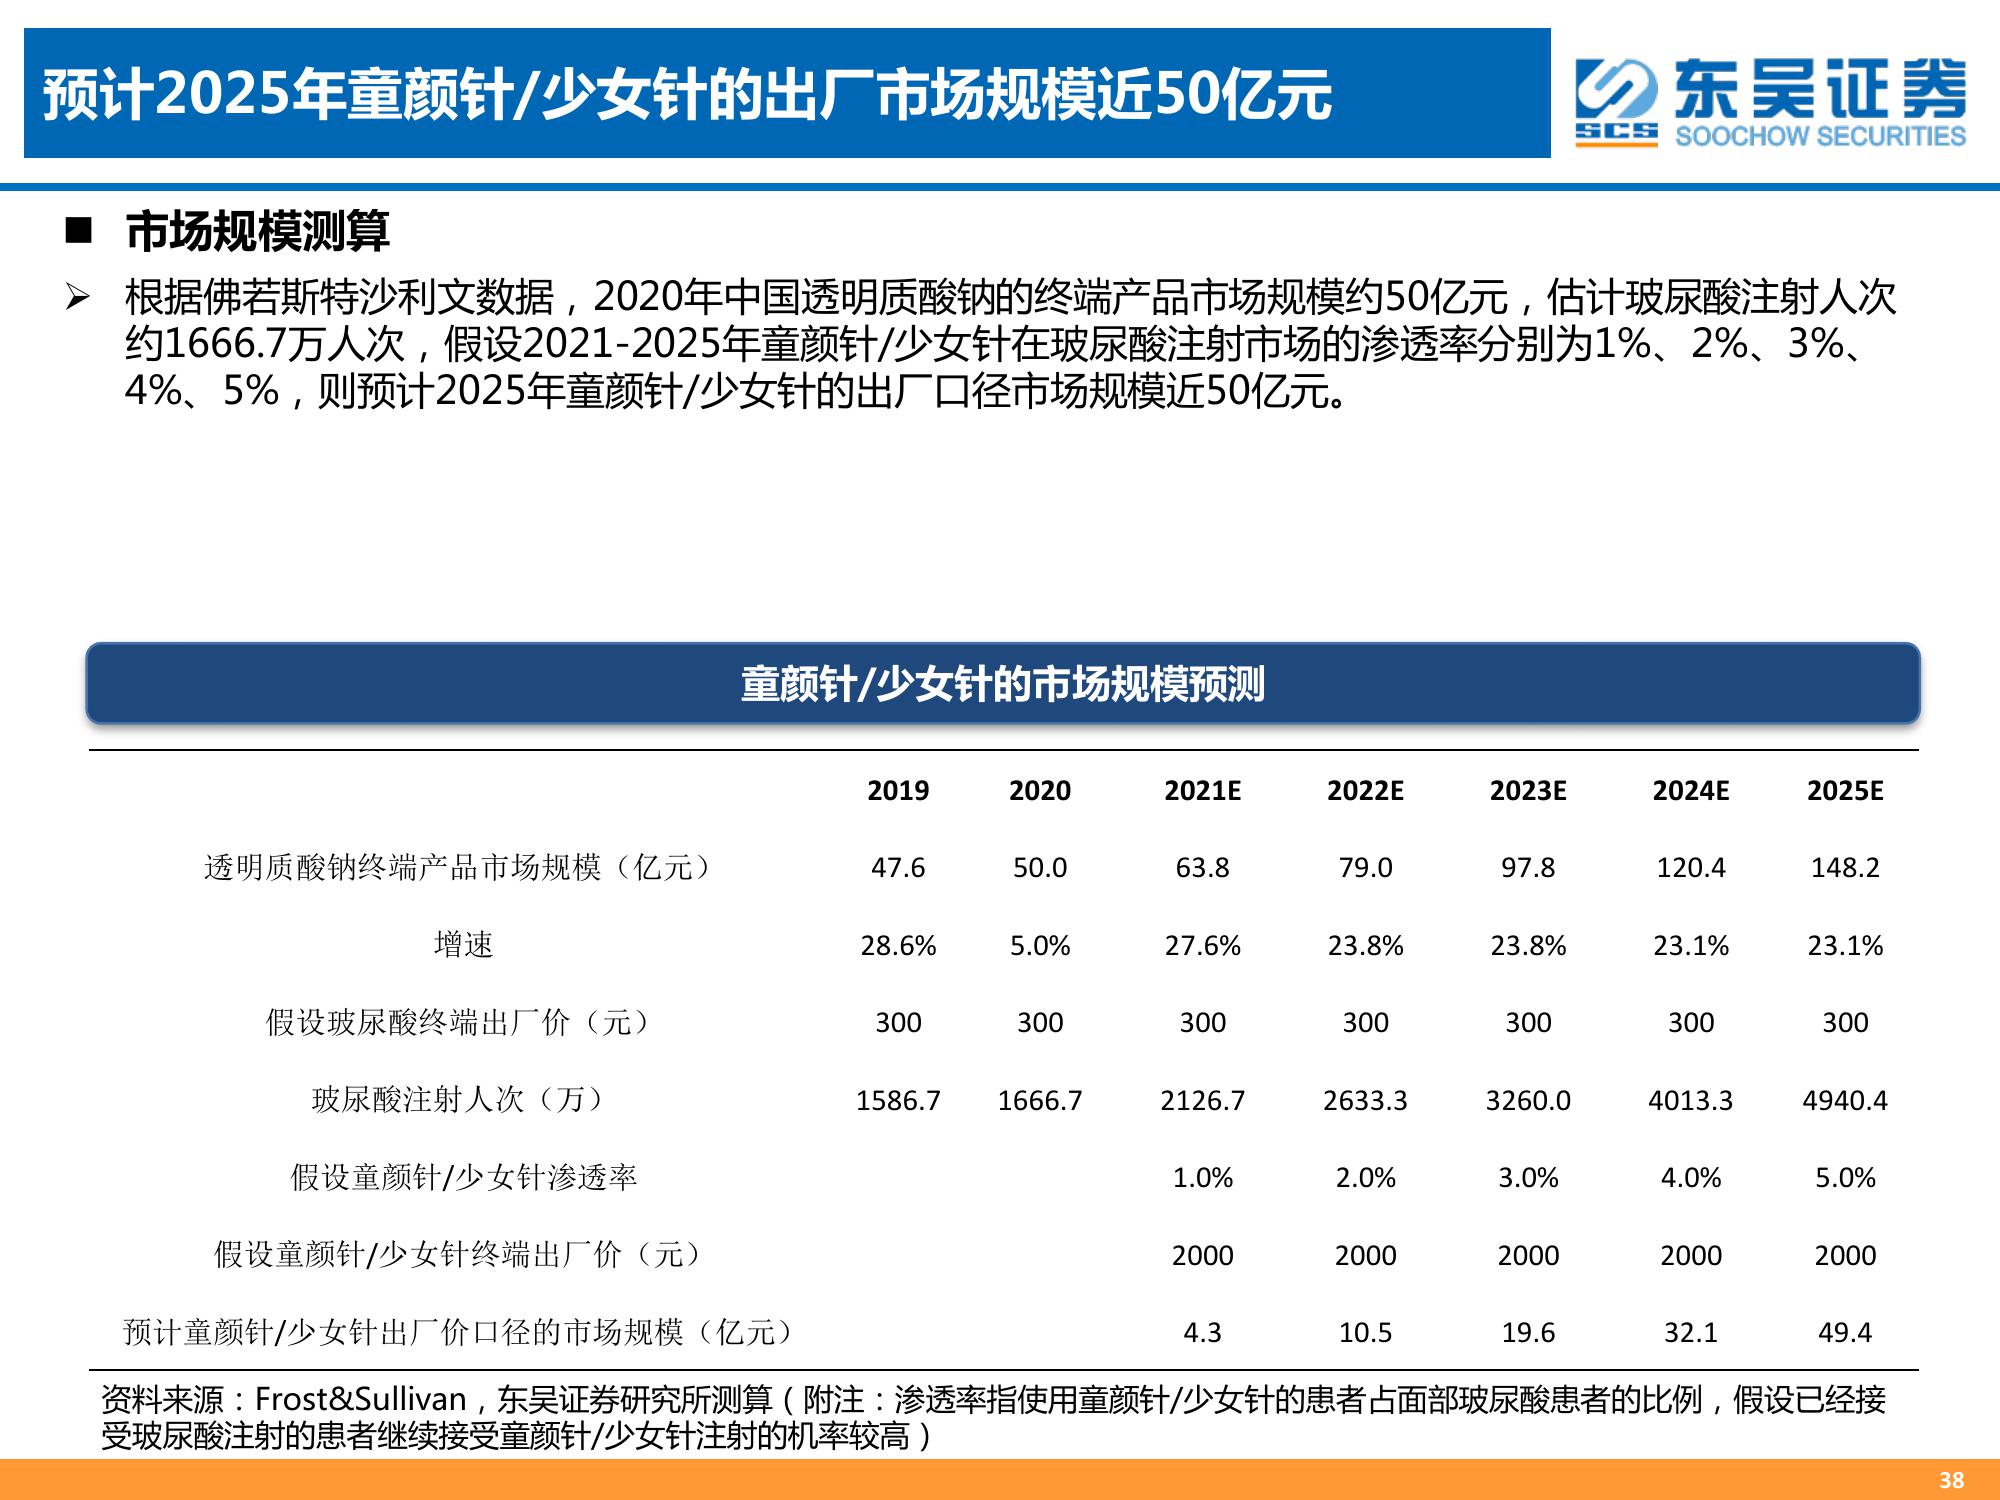 预计2025年童颜针/少女针的出厂市场规模近50亿元
SCS
东吴证券
SOOCHOW SECURITIES
■ 市场规模测算
➢ 根据佛若斯特沙利文数据，2020年中国透明质酸钠的终端产品市场规模约50亿元，估计玻尿酸注射人次
约1666.7万人次，假设2021-2025年童颜针/少女针在玻尿酸注射市场的渗透率分别为1%、2%、3%、
4%、5%，则预计2025年童颜针/少女针的出厂口径市场规模近50亿元。
童颜针/少女针的市场规模预测
2019 2020 2021E 2022E 2023E 2024E 2025E
透明质酸钠终端产品市场规模（亿元） 47.6 50.0 63.8 79.0 97.8 120.4 148.2
增速 28.6% 5.0% 27.6% 23.8% 23.8% 23.1% 23.1%
假设玻尿酸终端出厂价（元） 300 300 300 300 300 300 300
玻尿酸注射人次（万） 1586.7 1666.7 2126.7 2633.3 3260.0 4013.3 4940.4
假设童颜针/少女针渗透率 1.0% 2.0% 3.0% 4.0% 5.0%
假设童颜针/少女针终端出厂价（元） 2000 2000 2000 2000 2000
预计童颜针/少女针出厂价口径的市场规模（亿元） 4.3 10.5 19.6 32.1 49.4
资料来源：Frost&Sullivan，东吴证券研究所测算（附注：渗透率指使用童颜针/少女针的患者占面部玻尿酸患者的比例，假设已经接
受玻尿酸注射的患者继续接受童颜针/少女针注射的机率较高）
38